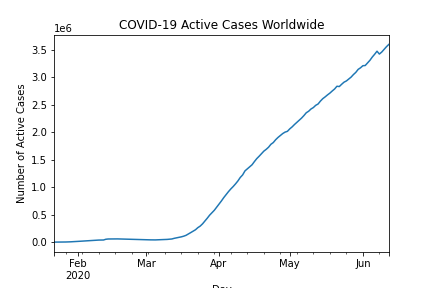 COVID-19 Active Cases Worldwide
1e6
Number of Active Cases
3.5
3.0
2.5
2.0
1.5
1.0
0.5
0.0
Feb
2020
Mar
Apr
May
Jun